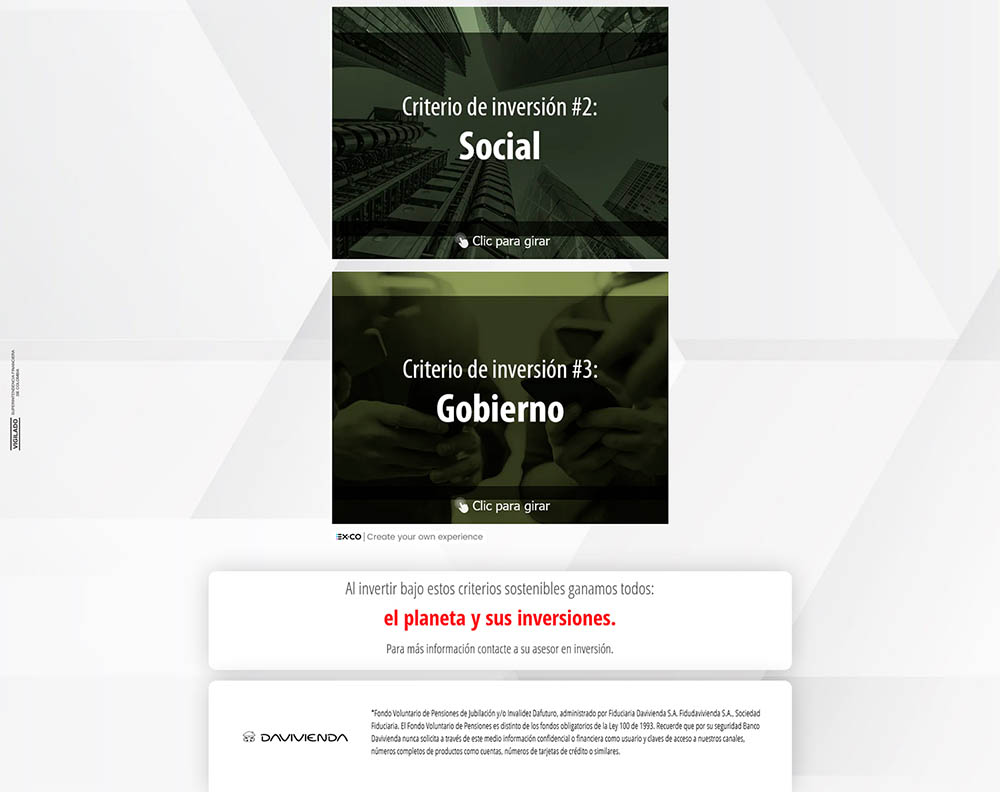 Criterio de inversión #2:
Social
Clic para girar
Criterio de inversión #3:
Gobierno
Clic para girar
VIGILADO SUPERINTENDENCIA FINANCIERA
DE COLOMBIA
EX-CO | Create your own experience
Al invertir bajo estos criterios sostenibles ganamos todos:
el planeta y sus inversiones.
Para más información contacte a su asesor en inversión.
*Fondo Voluntario de Pensiones de Jubilación y/o Invalidez Dafuturo, administrado por Fiduciaria Davivienda S.A. Fidudavivienda S.A., Sociedad
Fiduciaria. El Fondo Voluntario de Pensiones es distinto de los fondos obligatorios de la Ley 100 de 1993. Recuerde que por su seguridad Banco
Davivienda nunca solicita a través de este medio información confidencial o financiera como usuario y claves de acceso a nuestros canales,
números completos de productos como cuentas, números de tarjetas de crédito o similares.
DAVIVIENDA